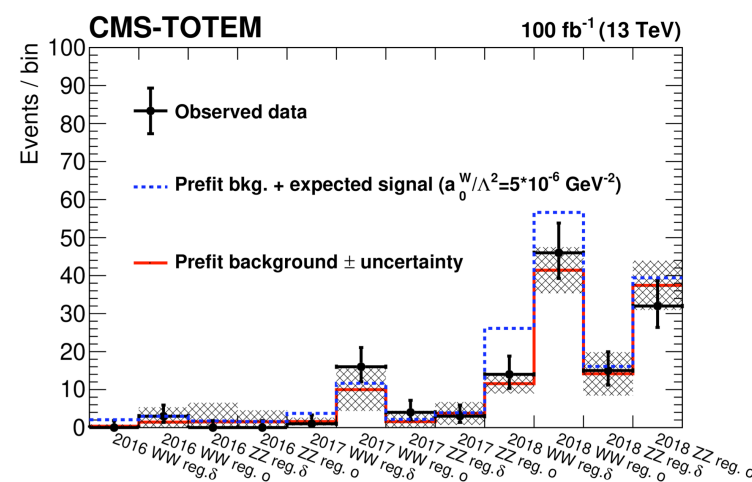 CMS-TOTEM
100 fb⁻¹ (13 TeV)
Events / bin
100
90
80
70
60
50
40
30
20
10
0
Observed data
Prefit bkg. + expected signal (a₀ᵂ/Λ²=5*10⁻⁶ GeV⁻²)
Prefit background ± uncertainty
2016 WW reg.δ
2016 WW reg. o
2016 ZZ reg.δ
2016 ZZ reg. o
2017 WW reg.δ
2017 WW reg. o
2017 ZZ reg.δ
2017 ZZ reg. o
2018 WW reg.δ
2018 WW reg. o
2018 ZZ reg.δ
2018 ZZ reg. o